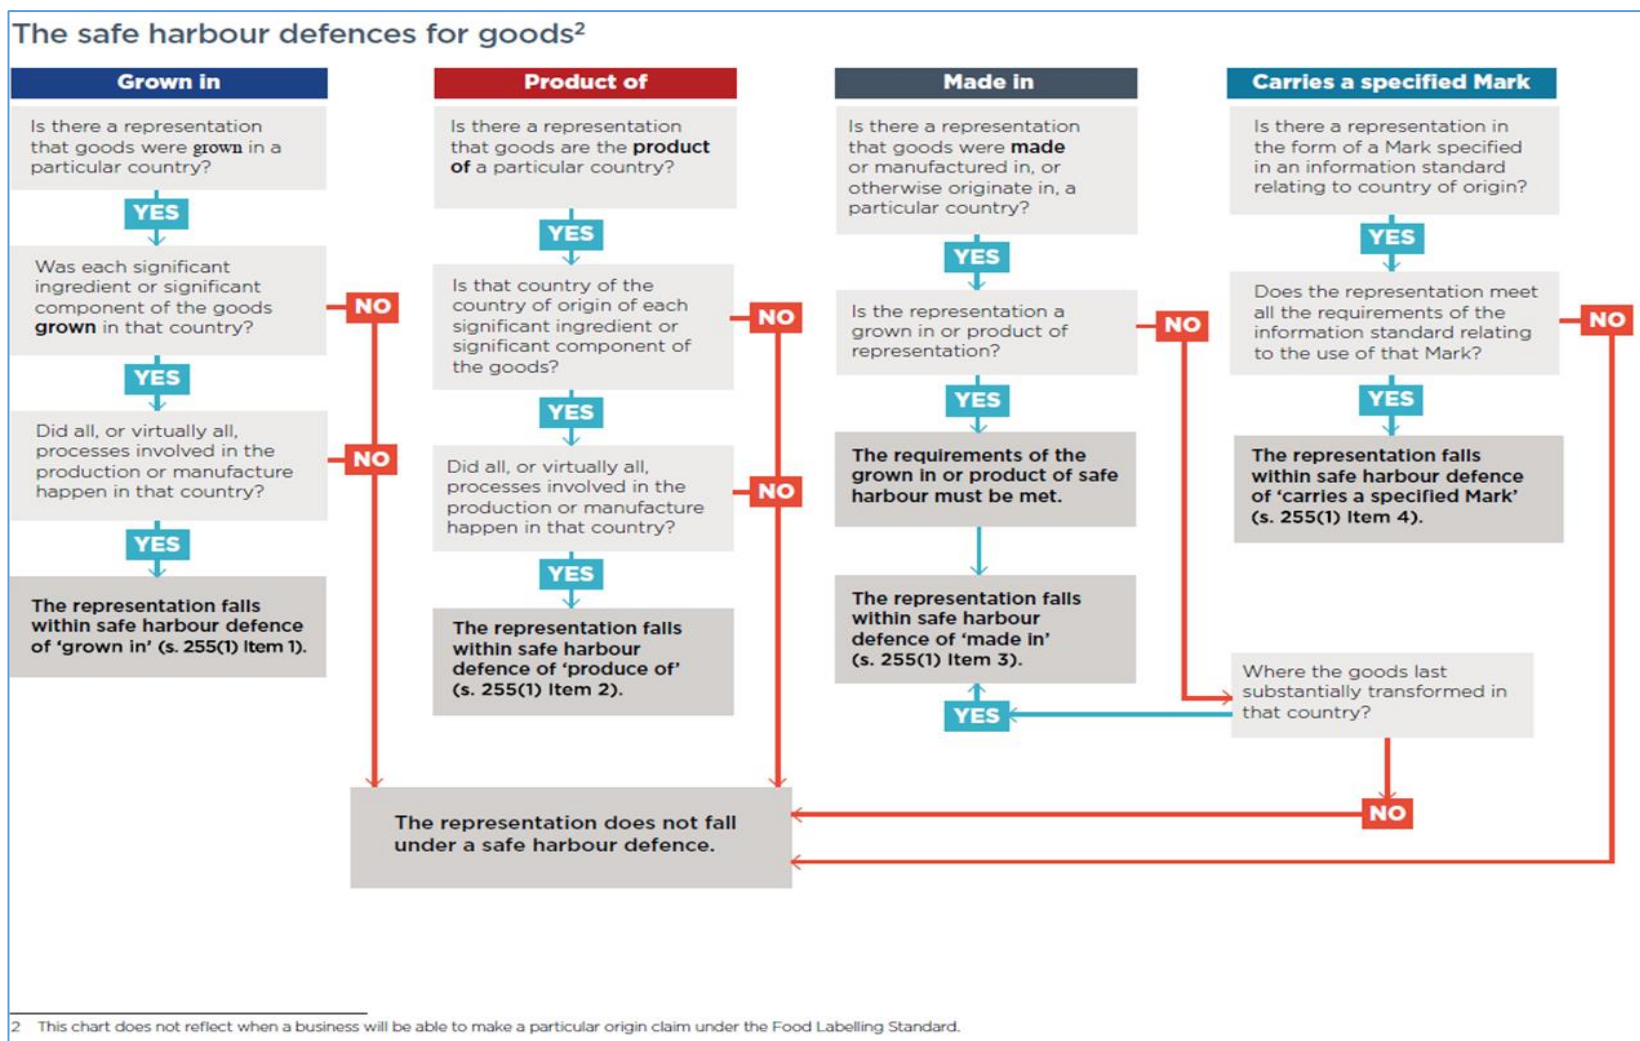 The safe harbour defences for goods²
Grown in
Is there a representation
that goods were grown in a
particular country?
YES
Was each significant
ingredient or significant
component of the goods
grown in that country?
NO
YES
Did all, or virtually all,
processes involved in the
production or manufacture
happen in that country?
NO
YES
The representation falls
within safe harbour defence
of ‘grown in’ (s. 255(1) Item 1).
Product of
Is there a representation
that goods are the product
of a particular country?
YES
Is that country of the
country of origin of each
significant ingredient or
significant component of
the goods?
NO
YES
Did all, or virtually all,
processes involved in the
production or manufacture
happen in that country?
NO
YES
The representation falls
within safe harbour
defence of ‘produce of’
(s. 255(1) Item 2).
Made in
Is there a representation
that goods were made
or manufactured in, or
otherwise originate in, a
particular country?
YES
Is the representation a
grown in or product of
representation?
NO
YES
The requirements of the
grown in or product of safe
harbour must be met.
The representation falls
within safe harbour
defence of ‘made in’
(s. 255(1) Item 3).
YES
Carries a specified Mark
Is there a representation in
the form of a Mark specified
in an information standard
relating to country of origin?
YES
Does the representation meet
all the requirements of the
information standard relating
to the use of that Mark?
NO
YES
The representation falls
within safe harbour defence
of ‘carries a specified Mark’
(s. 255(1) Item 4).
Where the goods last
substantially transformed in
that country?
NO
The representation does not fall
under a safe harbour defence.
2 This chart does not reflect when a business will be able to make a particular origin claim under the Food Labelling Standard.